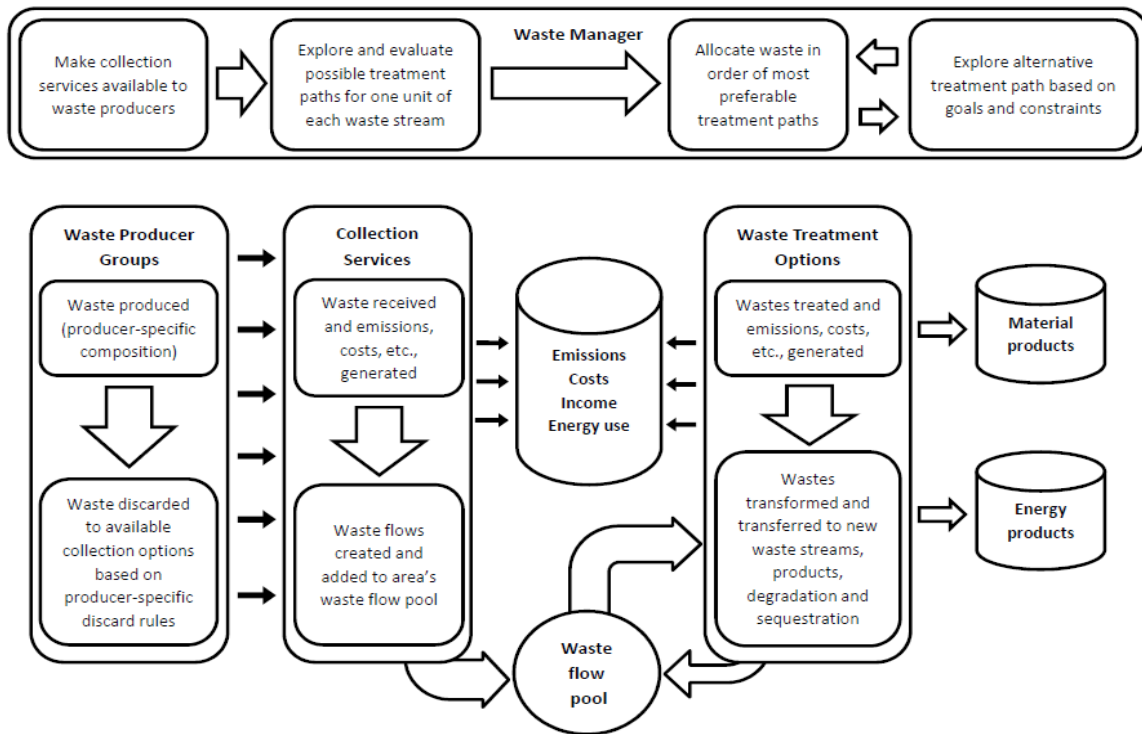 Waste Manager
Make collection
services available to
waste producers
Explore and evaluate
possible treatment
paths for one unit of
each waste stream
Allocate waste in
order of most
preferable
treatment paths
Explore alternative
treatment path based on
goals and constraints
Waste Producer
Groups
Waste produced
(producer-specific
composition)
Waste discarded
to available
collection options
based on
producer-specific
discard rules
Collection
Services
Waste received
and emissions,
costs, etc.,
generated
Waste flows
created and
added to area's
waste flow pool
Emissions
Costs
Income
Energy use
Waste
flow
pool
Waste Treatment
Options
Wastes treated and
emissions, costs,
etc., generated
Wastes
transformed and
transferred to new
waste streams,
products,
degradation and
sequestration
Material
products
Energy
products